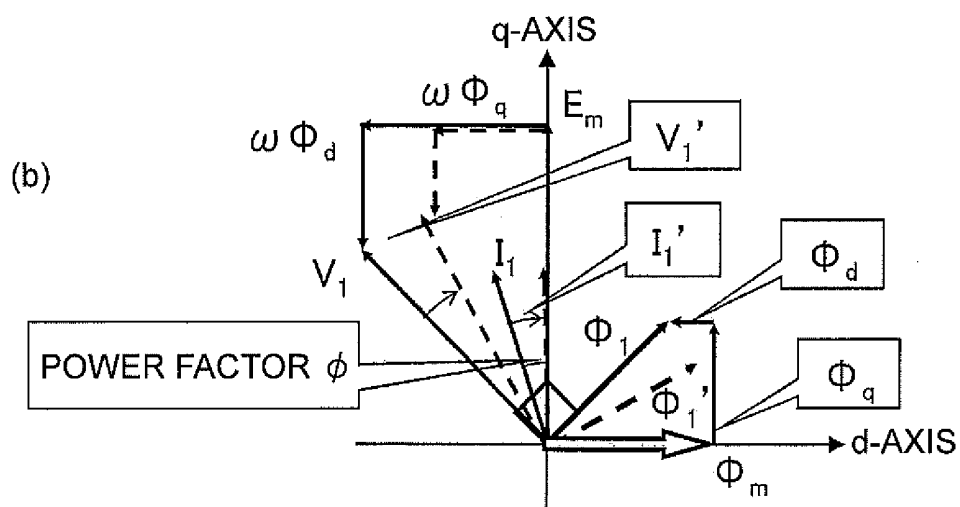 q-AXIS
ω Φq
Em
V1'
ω Φd
(b)
I1
I1'
Φd
V1
Φ1
POWER FACTOR ϕ
Φ1'
Φq
d-AXIS
Φm